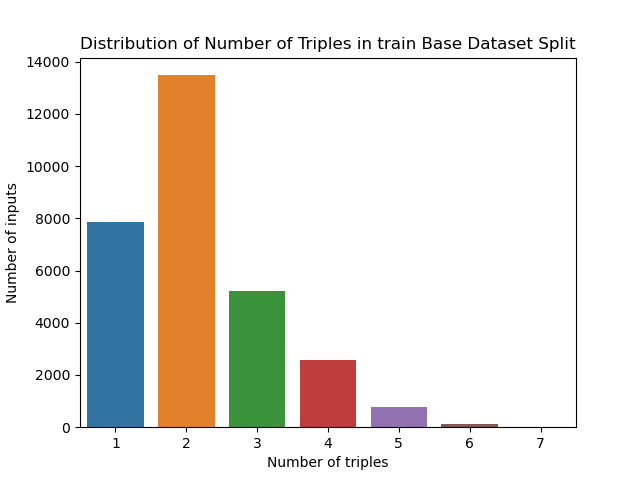 Distribution of Number of Triples in train Base Dataset Split
14000
12000
10000
8000
6000
4000
2000
0
Number of inputs
1 2 3 4 5 6 7
Number of triples